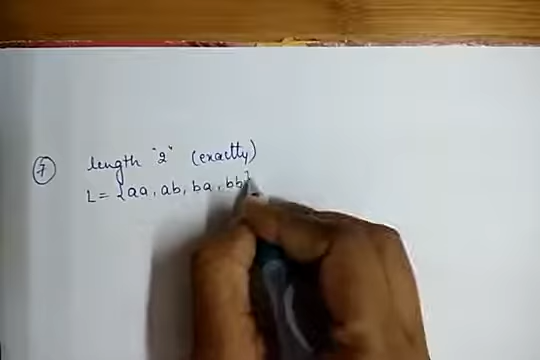 7 length "2" (exactly)
L = {aa, ab, ba, bb}